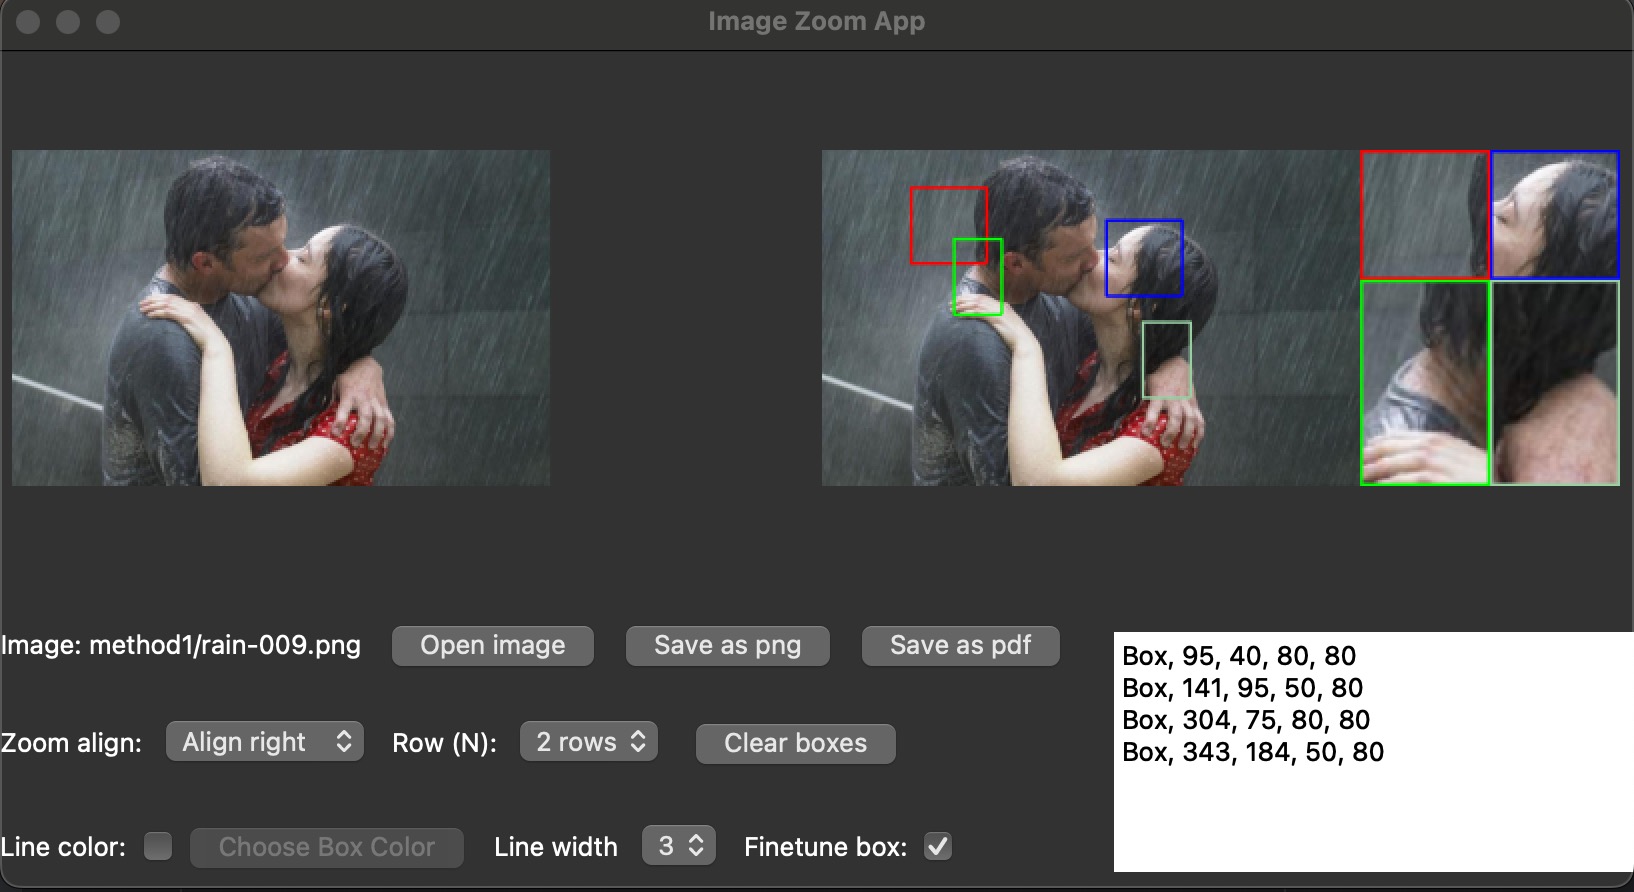 Image Zoom App
Image: method1/rain-009.png Open image Save as png Save as pdf
Zoom align: Align right Row (N): 2 rows Clear boxes
Line color: Choose Box Color Line width 3 Finetune box:
Box, 95, 40, 80, 80
Box, 141, 95, 50, 80
Box, 304, 75, 80, 80
Box, 343, 184, 50, 80